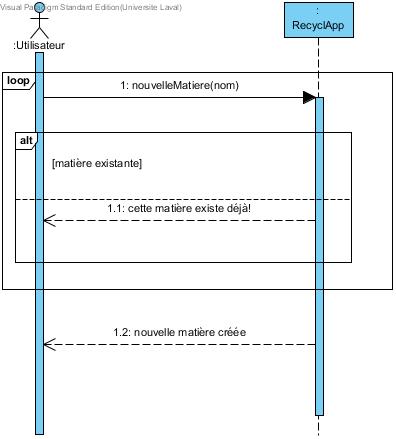 Visual Paradigm Standard Edition(Universite Laval)
:
RecyclApp
:Utilisateur
loop
1: nouvelleMatiere(nom)
alt
[matière existante]
1.1: cette matière existe déjà!
1.2: nouvelle matière créée